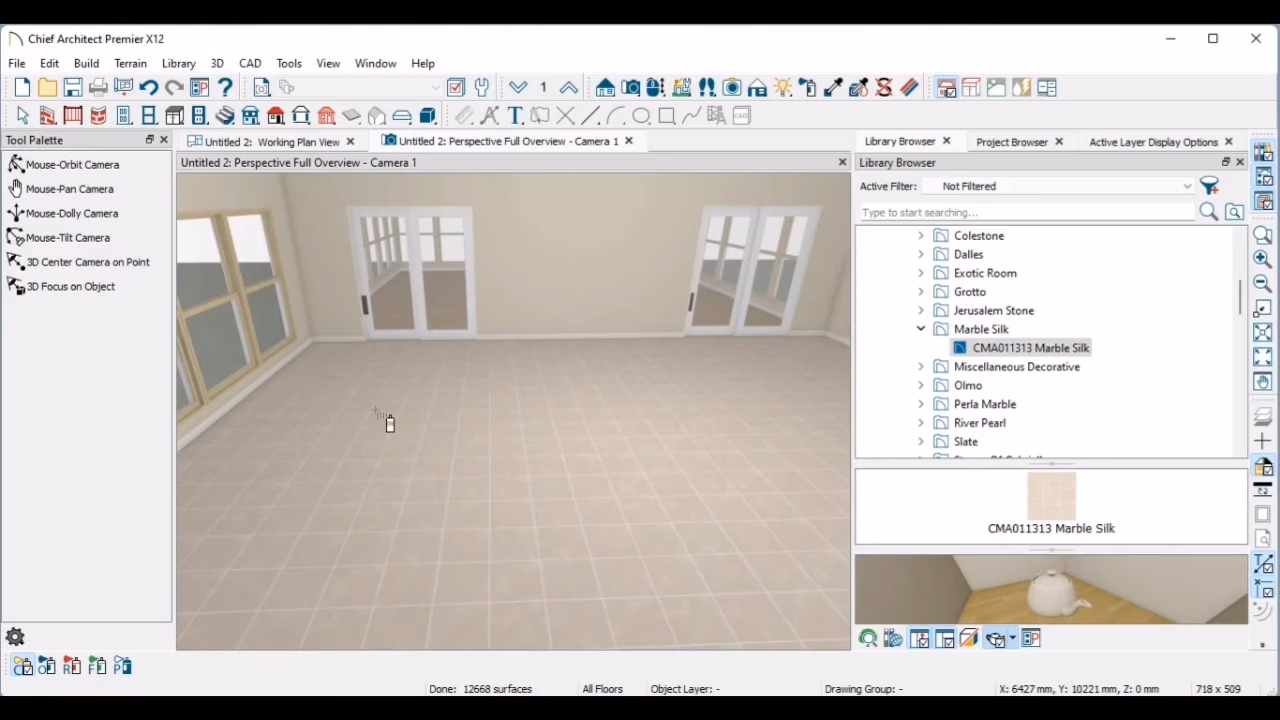 Chief Architect Premier X12
File Edit Build Terrain Library 3D CAD Tools View Window Help
1
Tool Palette
Mouse-Orbit Camera
Mouse-Pan Camera
Mouse-Dolly Camera
Mouse-Tilt Camera
3D Center Camera on Point
3D Focus on Object
Untitled 2: Working Plan View
Untitled 2: Perspective Full Overview - Camera 1
Untitled 2: Perspective Full Overview - Camera 1
Library Browser Project Browser Active Layer Display Options
Library Browser
Active Filter: Not Filtered
Type to start searching...
Colestone
Dalles
Exotic Room
Grotto
Jerusalem Stone
Marble Silk
CMA011313 Marble Silk
Miscellaneous Decorative
Olmo
Perla Marble
River Pearl
Slate
CMA011313 Marble Silk
Done: 12668 surfaces All Floors Object Layer: - Drawing Group: - X: 6427 mm, Y: 10221 mm, Z: 0 mm 718 x 509